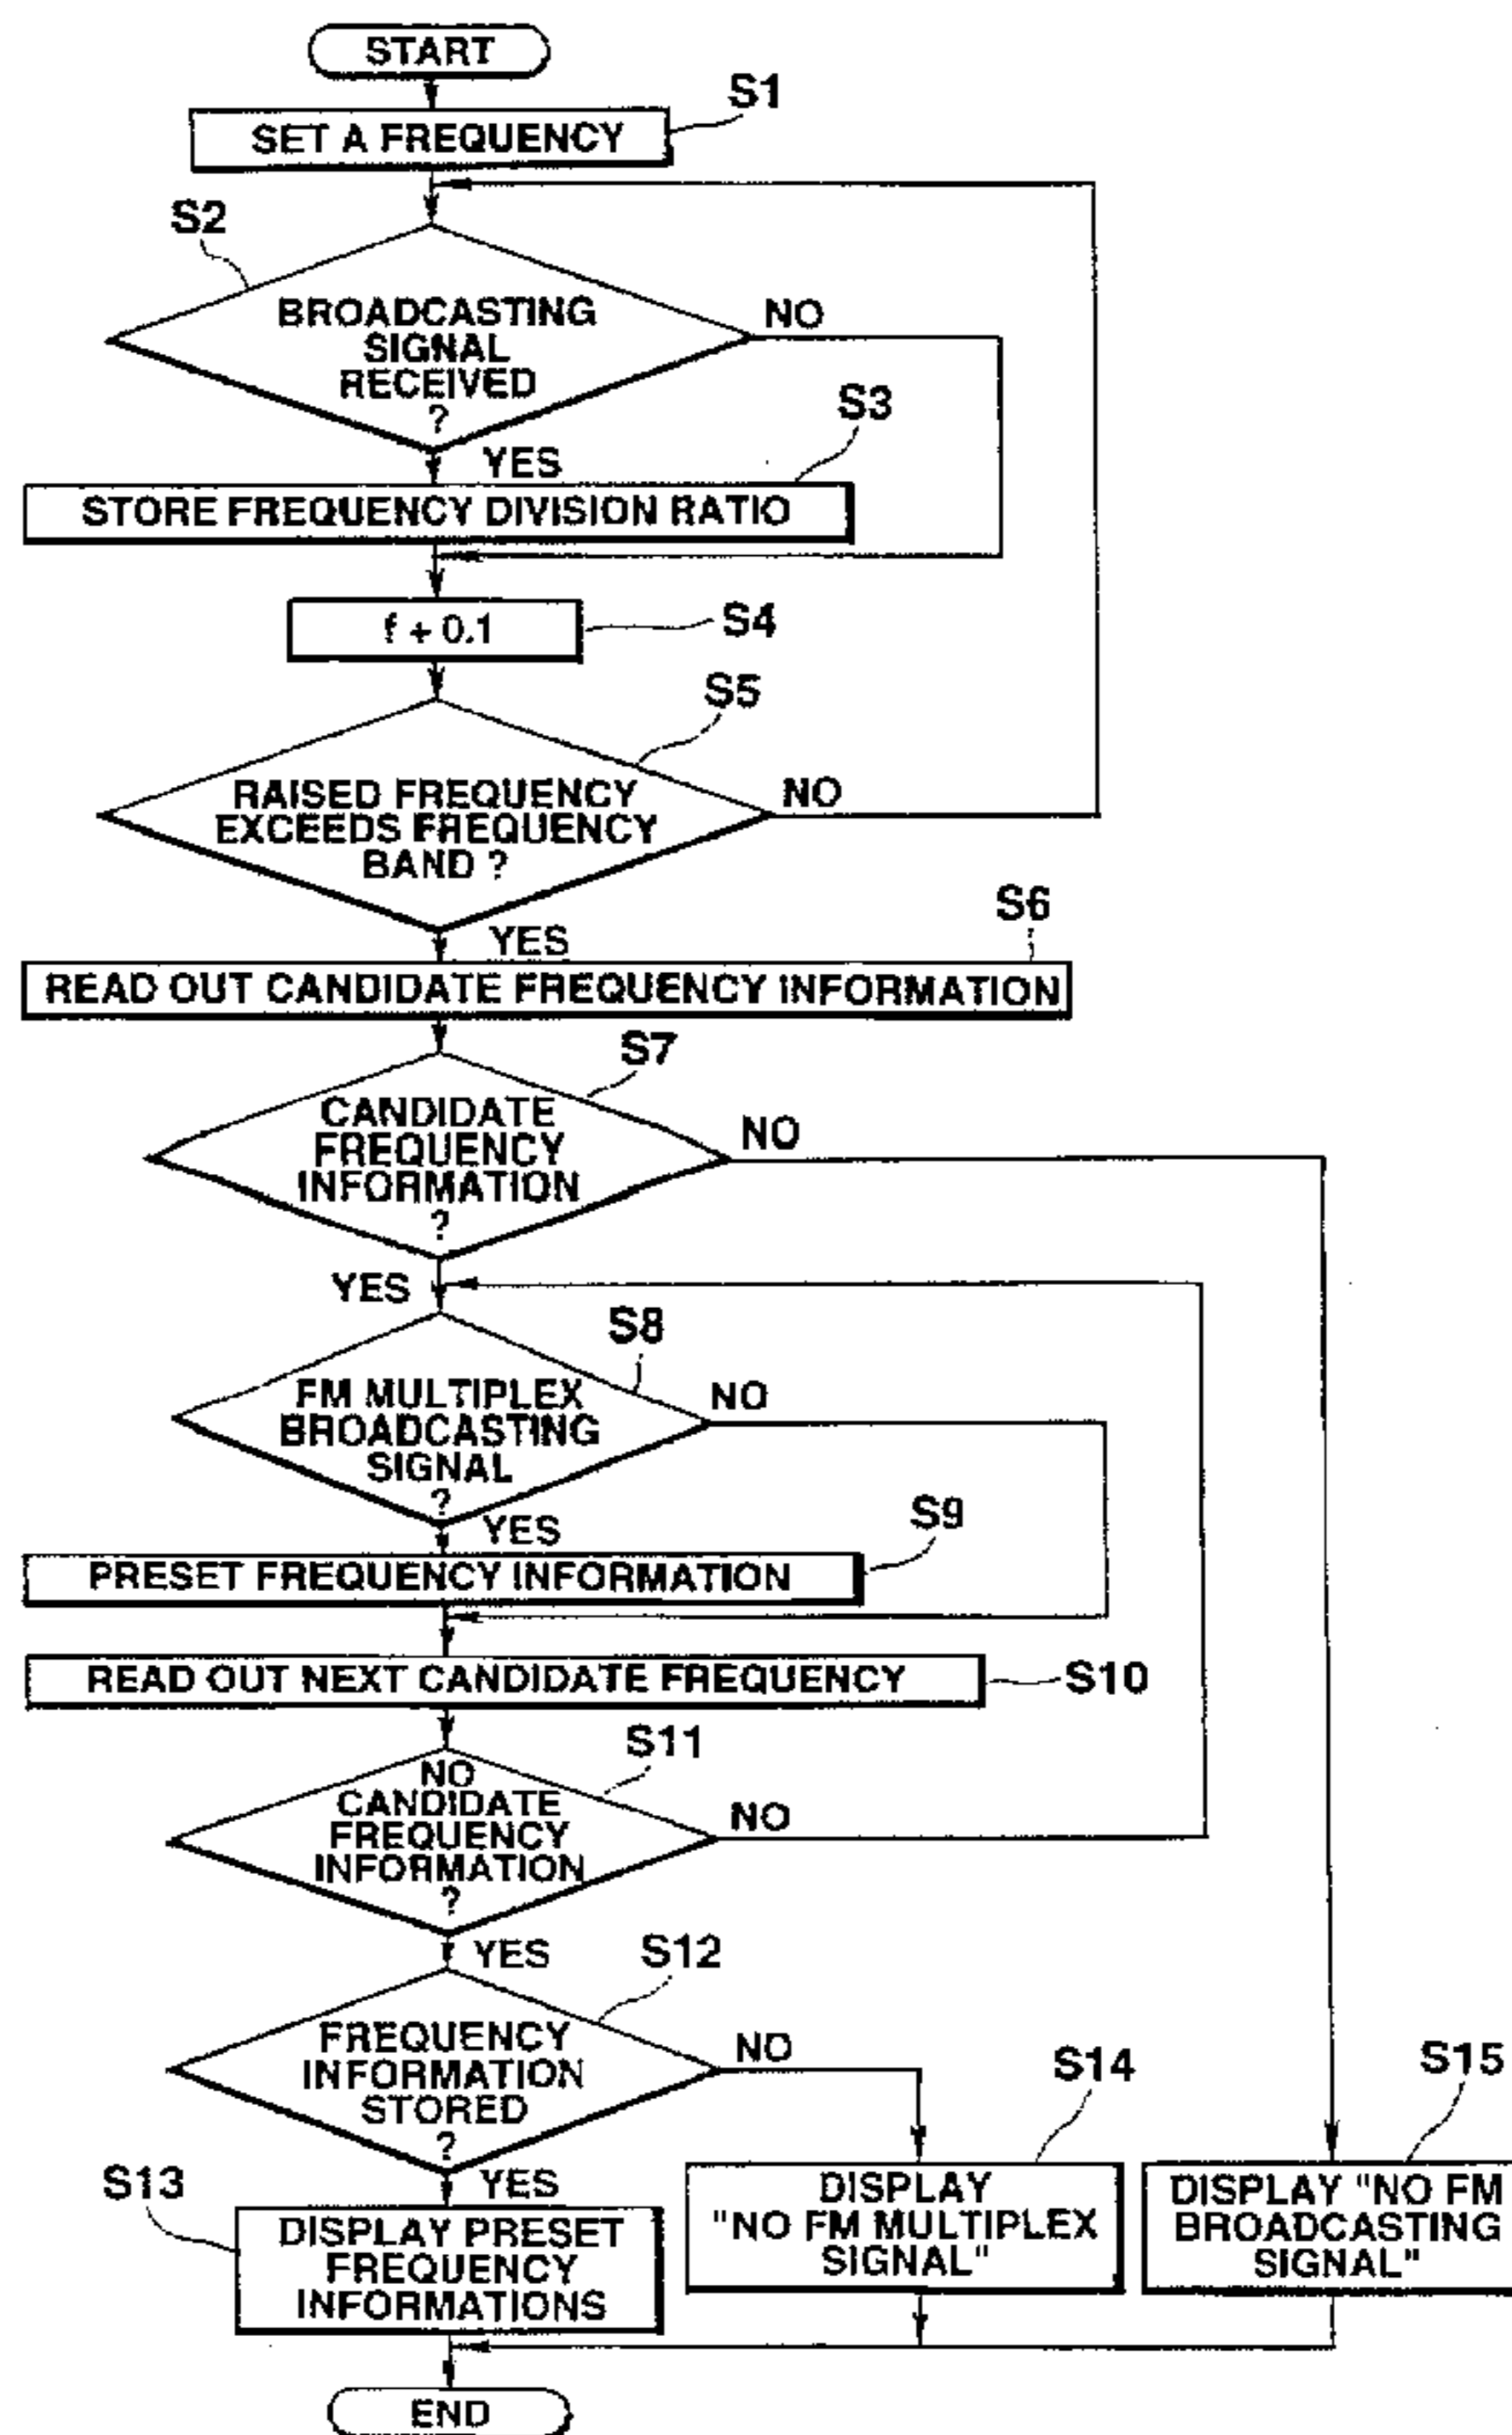 START
S1
SET A FREQUENCY
S2
BROADCASTING
SIGNAL
RECEIVED
?
NO
YES
S3
STORE FREQUENCY DIVISION RATIO
f + 0.1
S4
S5
RAISED FREQUENCY
EXCEEDS FREQUENCY
BAND ?
NO
YES
S6
READ OUT CANDIDATE FREQUENCY INFORMATION
S7
CANDIDATE
FREQUENCY
INFORMATION
?
NO
YES
S8
FM MULTIPLEX
BROADCASTING
SIGNAL
?
NO
YES
S9
PRESET FREQUENCY INFORMATION
READ OUT NEXT CANDIDATE FREQUENCY
S10
S11
NO
CANDIDATE
FREQUENCY
INFORMATION
?
NO
YES
S12
FREQUENCY
INFORMATION
STORED
?
NO
YES
S13
DISPLAY PRESET
FREQUENCY
INFORMATIONS
S14
DISPLAY
"NO FM MULTIPLEX
SIGNAL"
S15
DISPLAY "NO FM
BROADCASTING
SIGNAL"
END